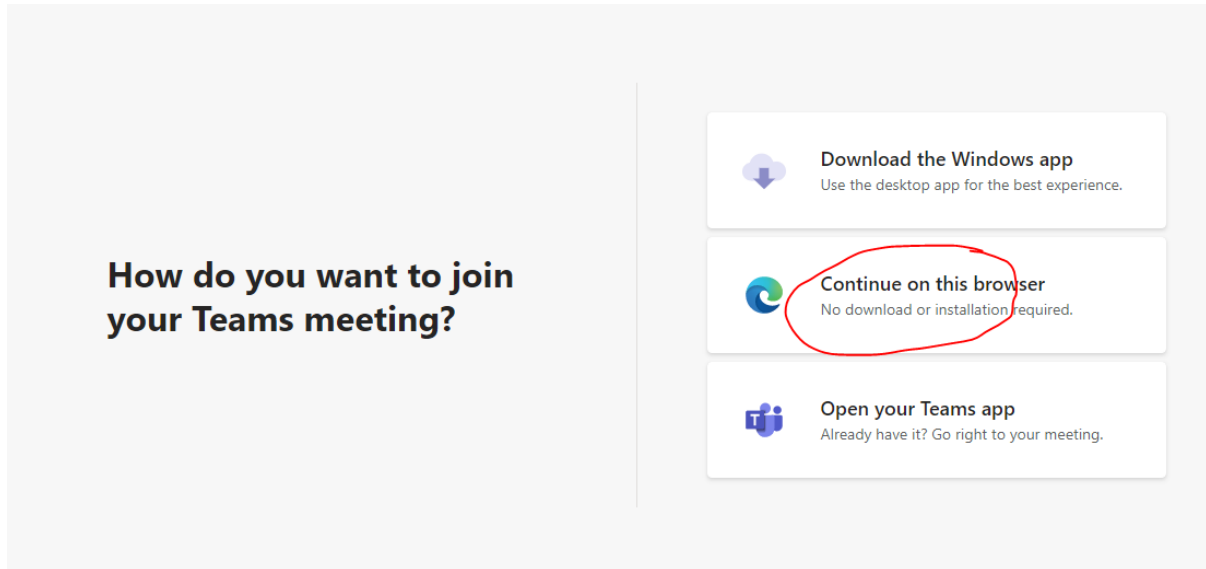 How do you want to join
your Teams meeting?
Download the Windows app
Use the desktop app for the best experience.
Continue on this browser
No download or installation required.
T
Open your Teams app
Already have it? Go right to your meeting.